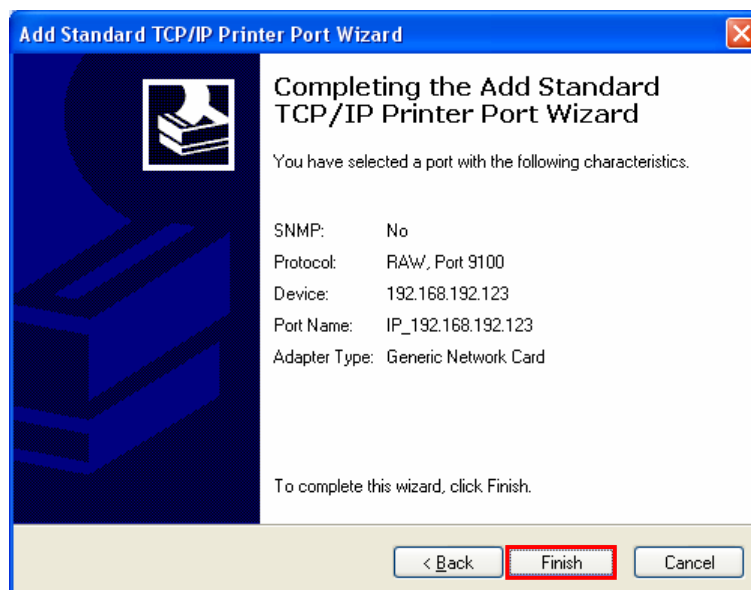 Add Standard TCP/IP Printer Port Wizard
Completing the Add Standard
TCP/IP Printer Port Wizard
You have selected a port with the following characteristics.
SNMP: No
Protocol: RAW, Port 9100
Device: 192.168.192.123
Port Name: IP_192.168.192.123
Adapter Type: Generic Network Card
To complete this wizard, click Finish.
< Back Finish Cancel